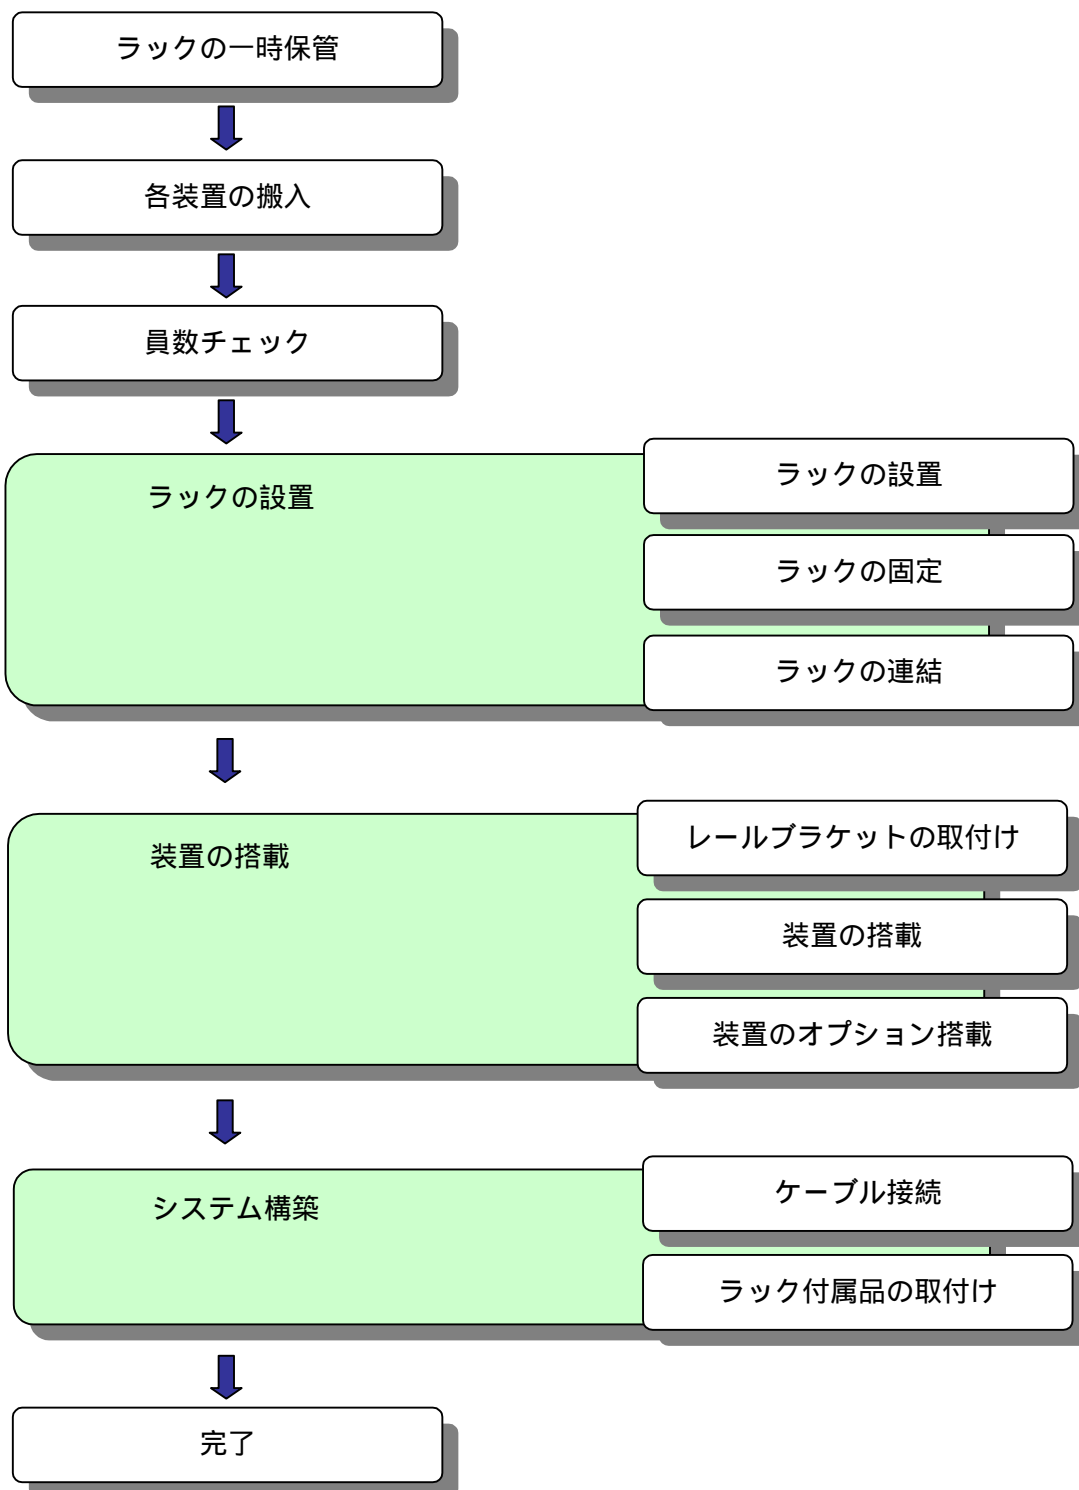 ラックの一時保管
各装置の搬入
員数チェック
ラックの設置
ラックの設置
ラックの固定
ラックの連結
装置の搭載
レールブラケットの取付け
装置の搭載
装置のオプション搭載
システム構築
ケーブル接続
ラック付属品の取付け
完了